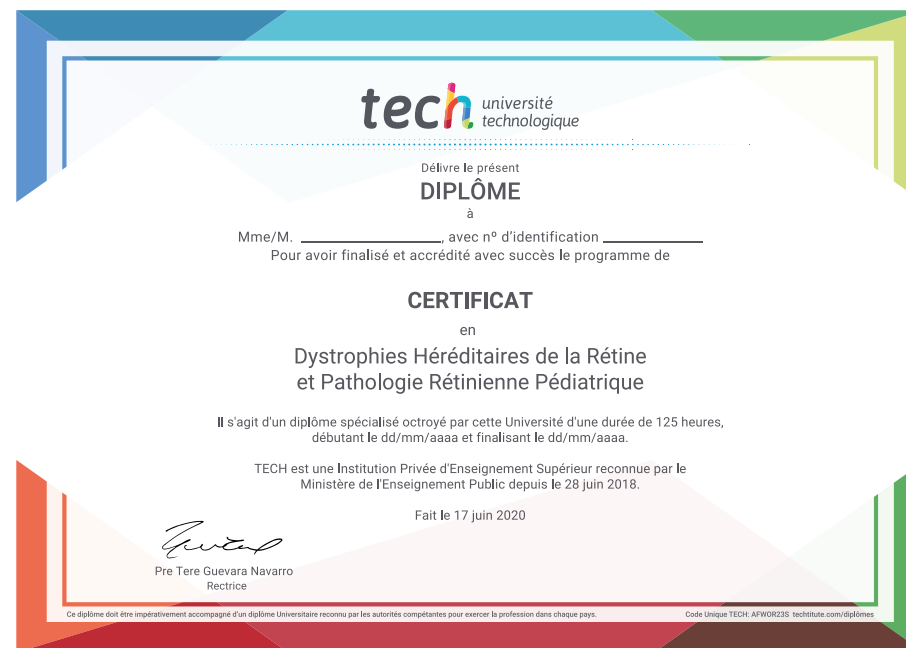 tech université
technologique
Délivre le présent
DIPLÔME
à
Mme/M. ____________________, avec nº d'identification ______________
Pour avoir finalisé et accrédité avec succès le programme de
CERTIFICAT
en
Dystrophies Héréditaires de la Rétine
et Pathologie Rétinienne Pédiatrique
Il s'agit d'un diplôme spécialisé octroyé par cette Université d'une durée de 125 heures,
débutant le dd/mm/aaaa et finalisant le dd/mm/aaaa.
TECH est une Institution Privée d'Enseignement Supérieur reconnue par le
Ministère de l'Enseignement Public depuis le 28 juin 2018.
Fait le 17 juin 2020
Pre Tere Guevara Navarro
Rectrice
Ce diplôme doit être impérativement accompagné d'un diplôme Universitaire reconnu par les autorités compétantes pour exercer la profession dans chaque pays.
Code Unique TECH: AFWOR23S techtitute.com/diplômes